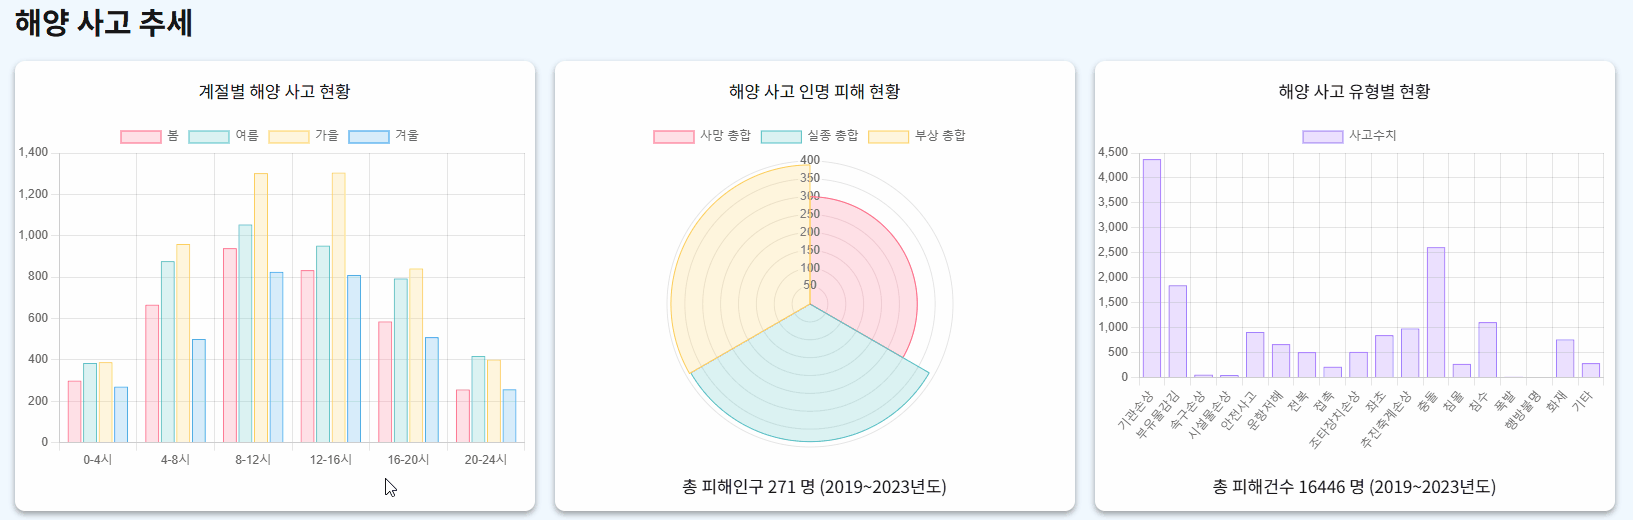 해양 사고 추세
계절별 해양 사고 현황
봄 여름 가을 겨울
1,400
1,200
1,000
800
600
400
200
0
0-4시 4-8시 8-12시 12-16시 16-20시 20-24시
해양 사고 인명 피해 현황
사망 총합 실종 총합 부상 총합
400
350
300
250
200
150
100
50
총 피해인구 271 명 (2019~2023년도)
해양 사고 유형별 현황
사고수치
4,500
4,000
3,500
3,000
2,500
2,000
1,500
1,000
500
0
기관손상 부유물감김 속구손상 시설물손상 안전사고 운항저해 전복 접촉 조타장치손상 좌초 추진축계손상 충돌 침몰 침수 폭발 행방불명 화재 기타
총 피해건수 16446 명 (2019~2023년도)